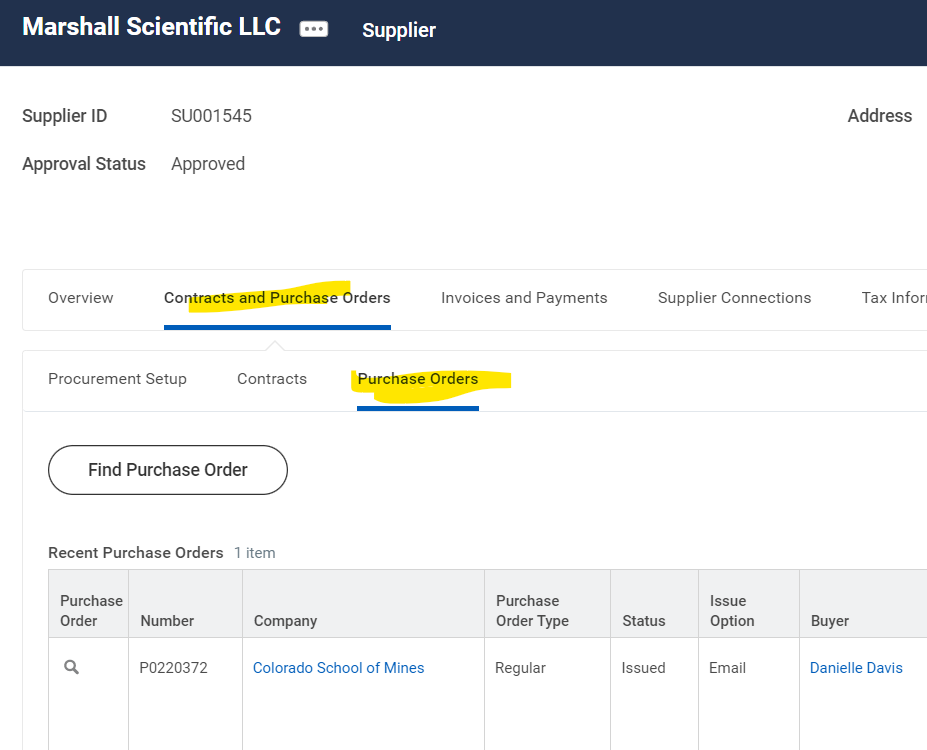 Marshall Scientific LLC Supplier
Supplier ID SU001545 Address
Approval Status Approved
Overview Contracts and Purchase Orders Invoices and Payments Supplier Connections Tax Infor
Procurement Setup Contracts Purchase Orders
Find Purchase Order
Recent Purchase Orders 1 item
Purchase Order Number Company Purchase Order Type Status Issue Option Buyer
P0220372 Colorado School of Mines Regular Issued Email Danielle Davis